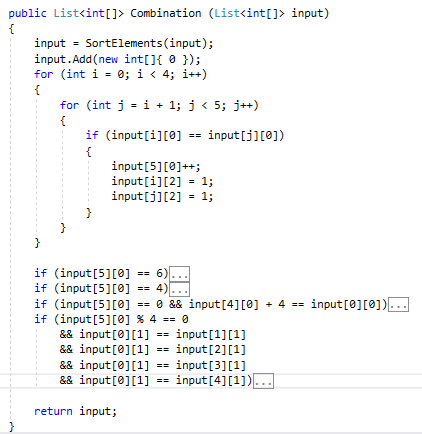 public List<int[]> Combination (List<int[]> input)
{
    input = SortElements(input);
    input.Add(new int[]{ 0 });
    for (int i = 0; i < 4; i++)
    {
        for (int j = i + 1; j < 5; j++)
        {
            if (input[i][0] == input[j][0])
            {
                input[5][0]++;
                input[i][2] = 1;
                input[j][2] = 1;
            }
        }
    }
    if (input[5][0] == 6)...
    if (input[5][0] == 4)...
    if (input[5][0] == 0 && input[4][0] + 4 == input[0][0])...
    if (input[5][0] % 4 == 0
        && input[0][1] == input[1][1]
        && input[0][1] == input[2][1]
        && input[0][1] == input[3][1]
        && input[0][1] == input[4][1])...
    return input;
}